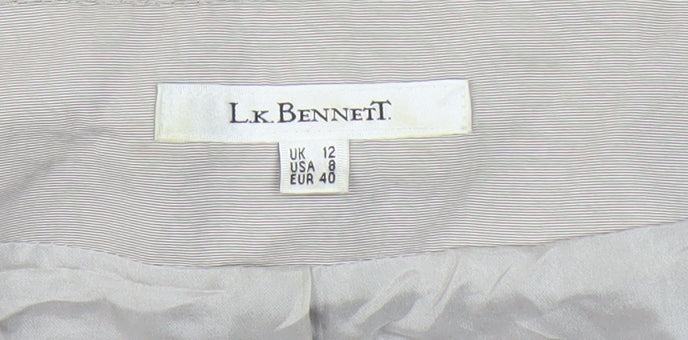 L.K.BENNETT.
UK 12
USA 8
EUR 40